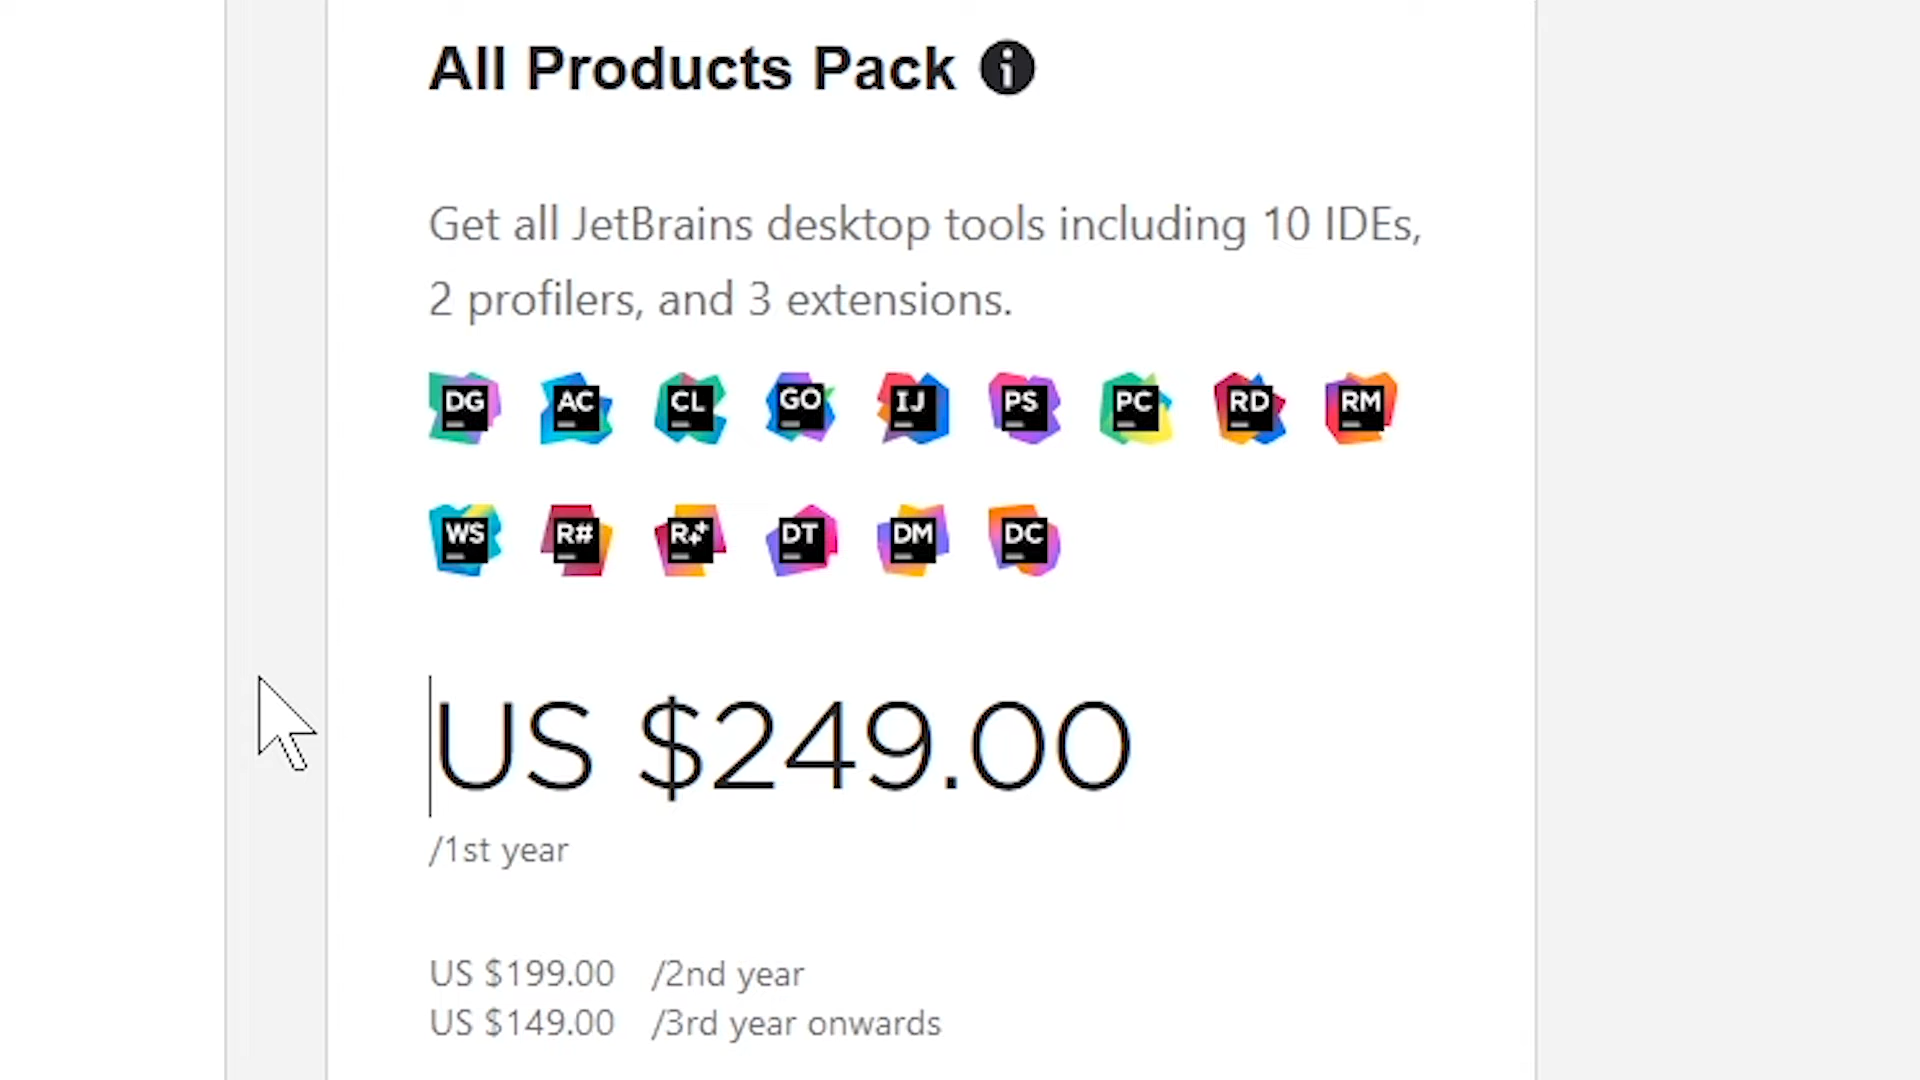 All Products Pack i
Get all JetBrains desktop tools including 10 IDEs,
2 profilers, and 3 extensions.
DG AC CL GO IJ PS PC RD RM
WS R# R DT DM DC
US $249.00
/1st year
US $199.00 /2nd year
US $149.00 /3rd year onwards